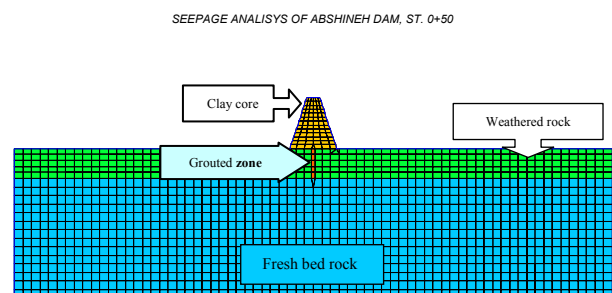 SEEPAGE ANALISYS OF ABSHINEH DAM, ST. 0+50
Clay core
Weathered rock
Grouted zone
Fresh bed rock